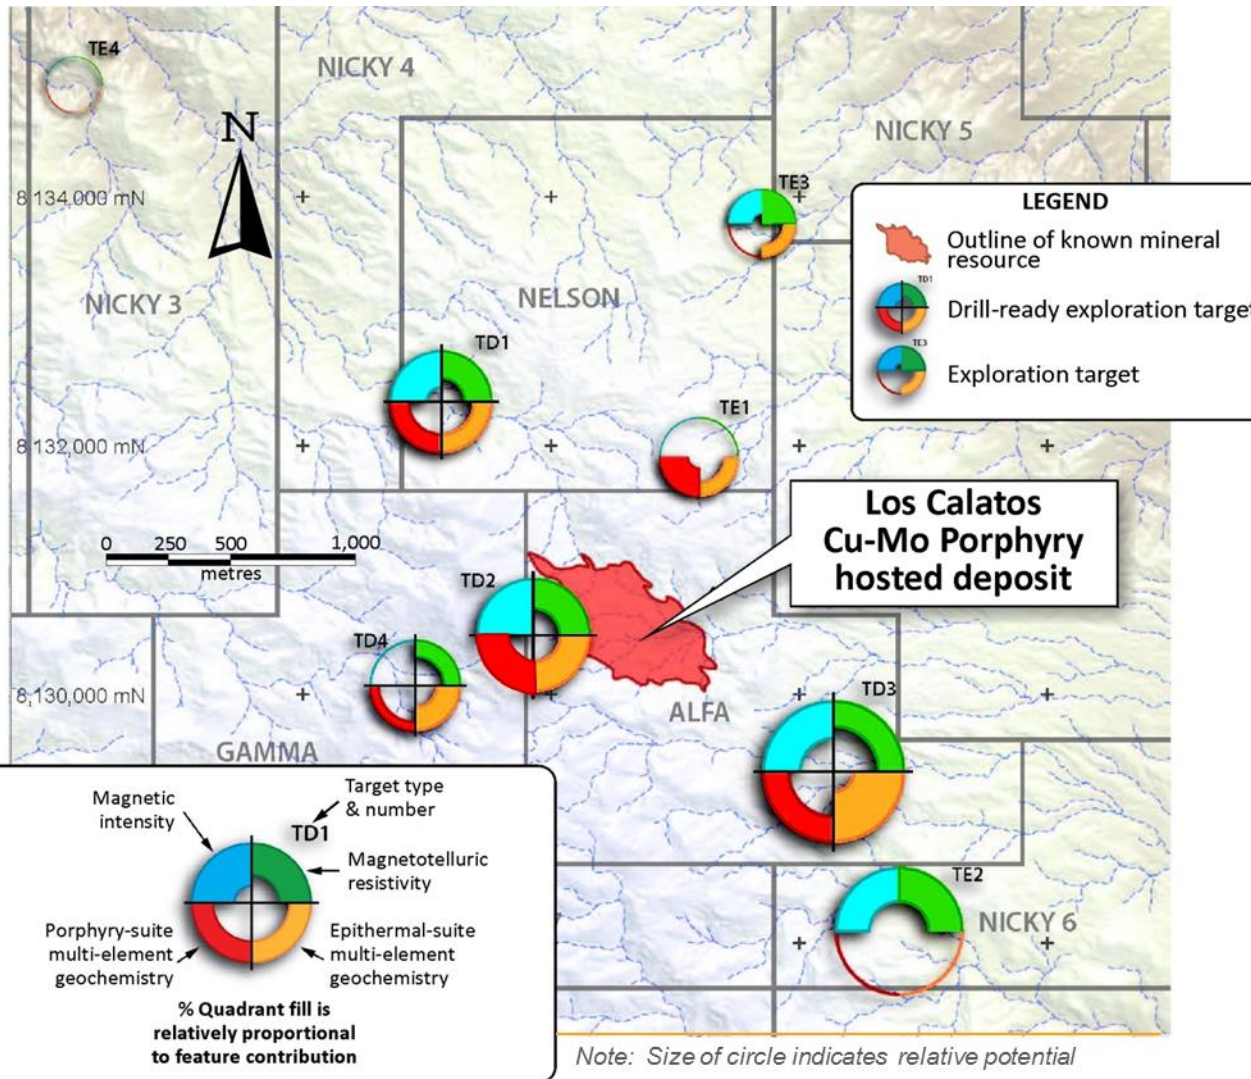 TE4
NICKY 4
N
NICKY 5
8,134,000 mN
TE3
LEGEND
Outline of known mineral
resource
TD1
Drill-ready exploration target
TE3
Exploration target
NICKY 3
NELSON
TD1
TE1
8,132,000 mN
Los Calatos
Cu-Mo Porphyry
hosted deposit
0 250 500 1,000
metres
TD2
TD4
8,130,000 mN
TD3
ALFA
GAMMA
TE2
NICKY 6
Magnetic
intensity
Target type
& number
TD1
Magnetotelluric
resistivity
Porphyry-suite
multi-element
geochemistry
Epithermal-suite
multi-element
geochemistry
% Quadrant fill is
relatively proportional
to feature contribution
Note: Size of circle indicates relative potential